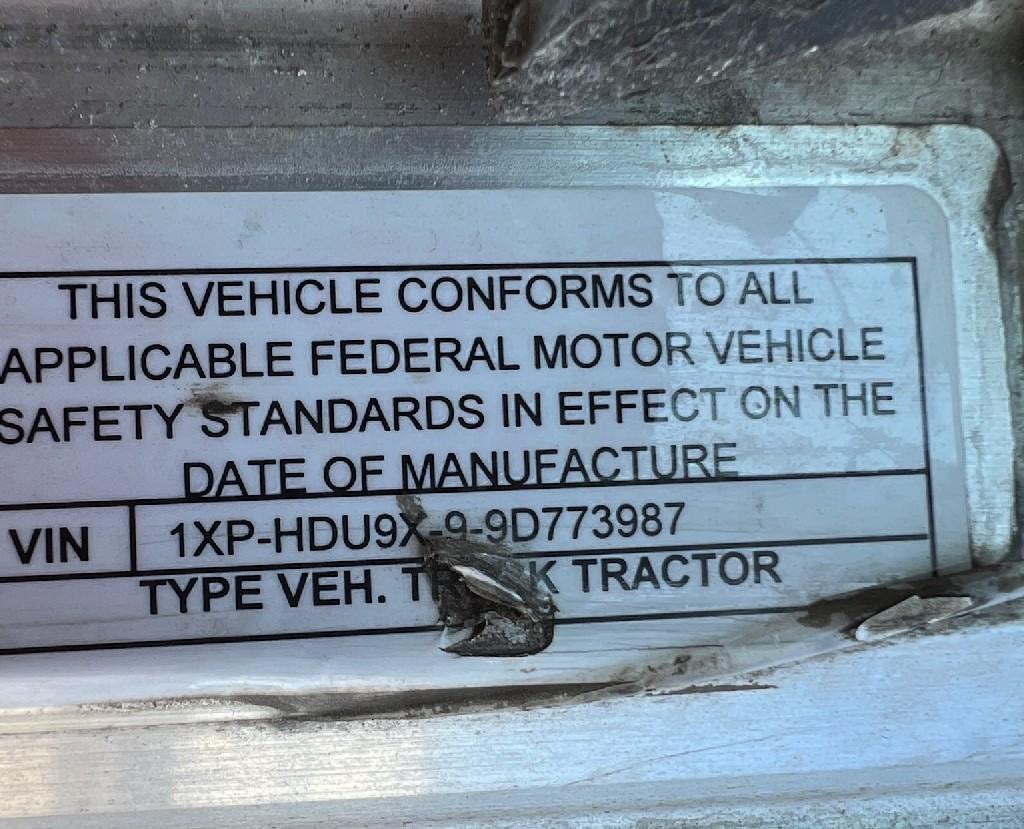 THIS VEHICLE CONFORMS TO ALL
APPLICABLE FEDERAL MOTOR VEHICLE
SAFETY STANDARDS IN EFFECT ON THE
DATE OF MANUFACTURE
VIN 1XP-HDU9X-9-9D773987
TYPE VEH. TRACTOR